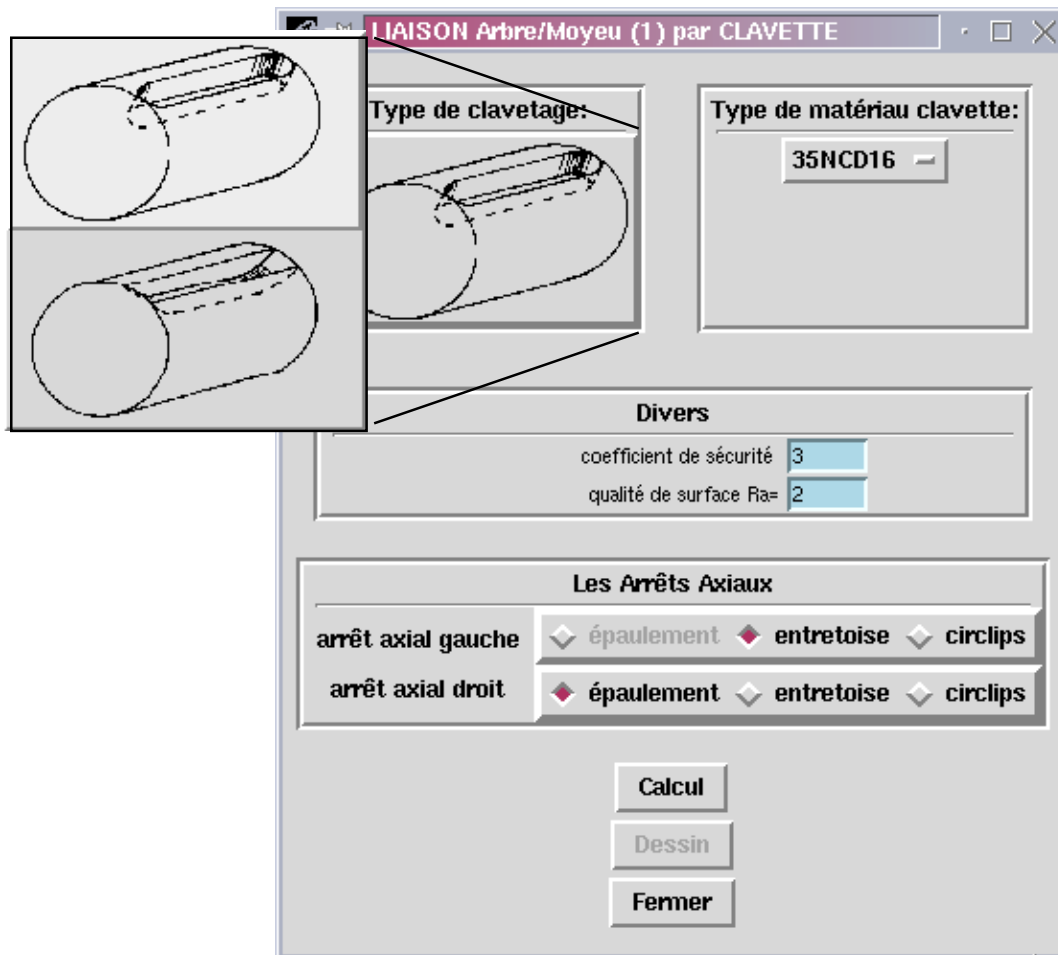 LIAISON Arbre/Moyeu (1) par CLAVETTE
Type de clavetage:
Type de matériau clavette:
35NCD16
Divers
coefficient de sécurité 3
qualité de surface Ra= 2
Les Arrêts Axiaux
arrêt axial gauche épaulement entretoise circlips
arrêt axial droit épaulement entretoise circlips
Calcul
Dessin
Fermer